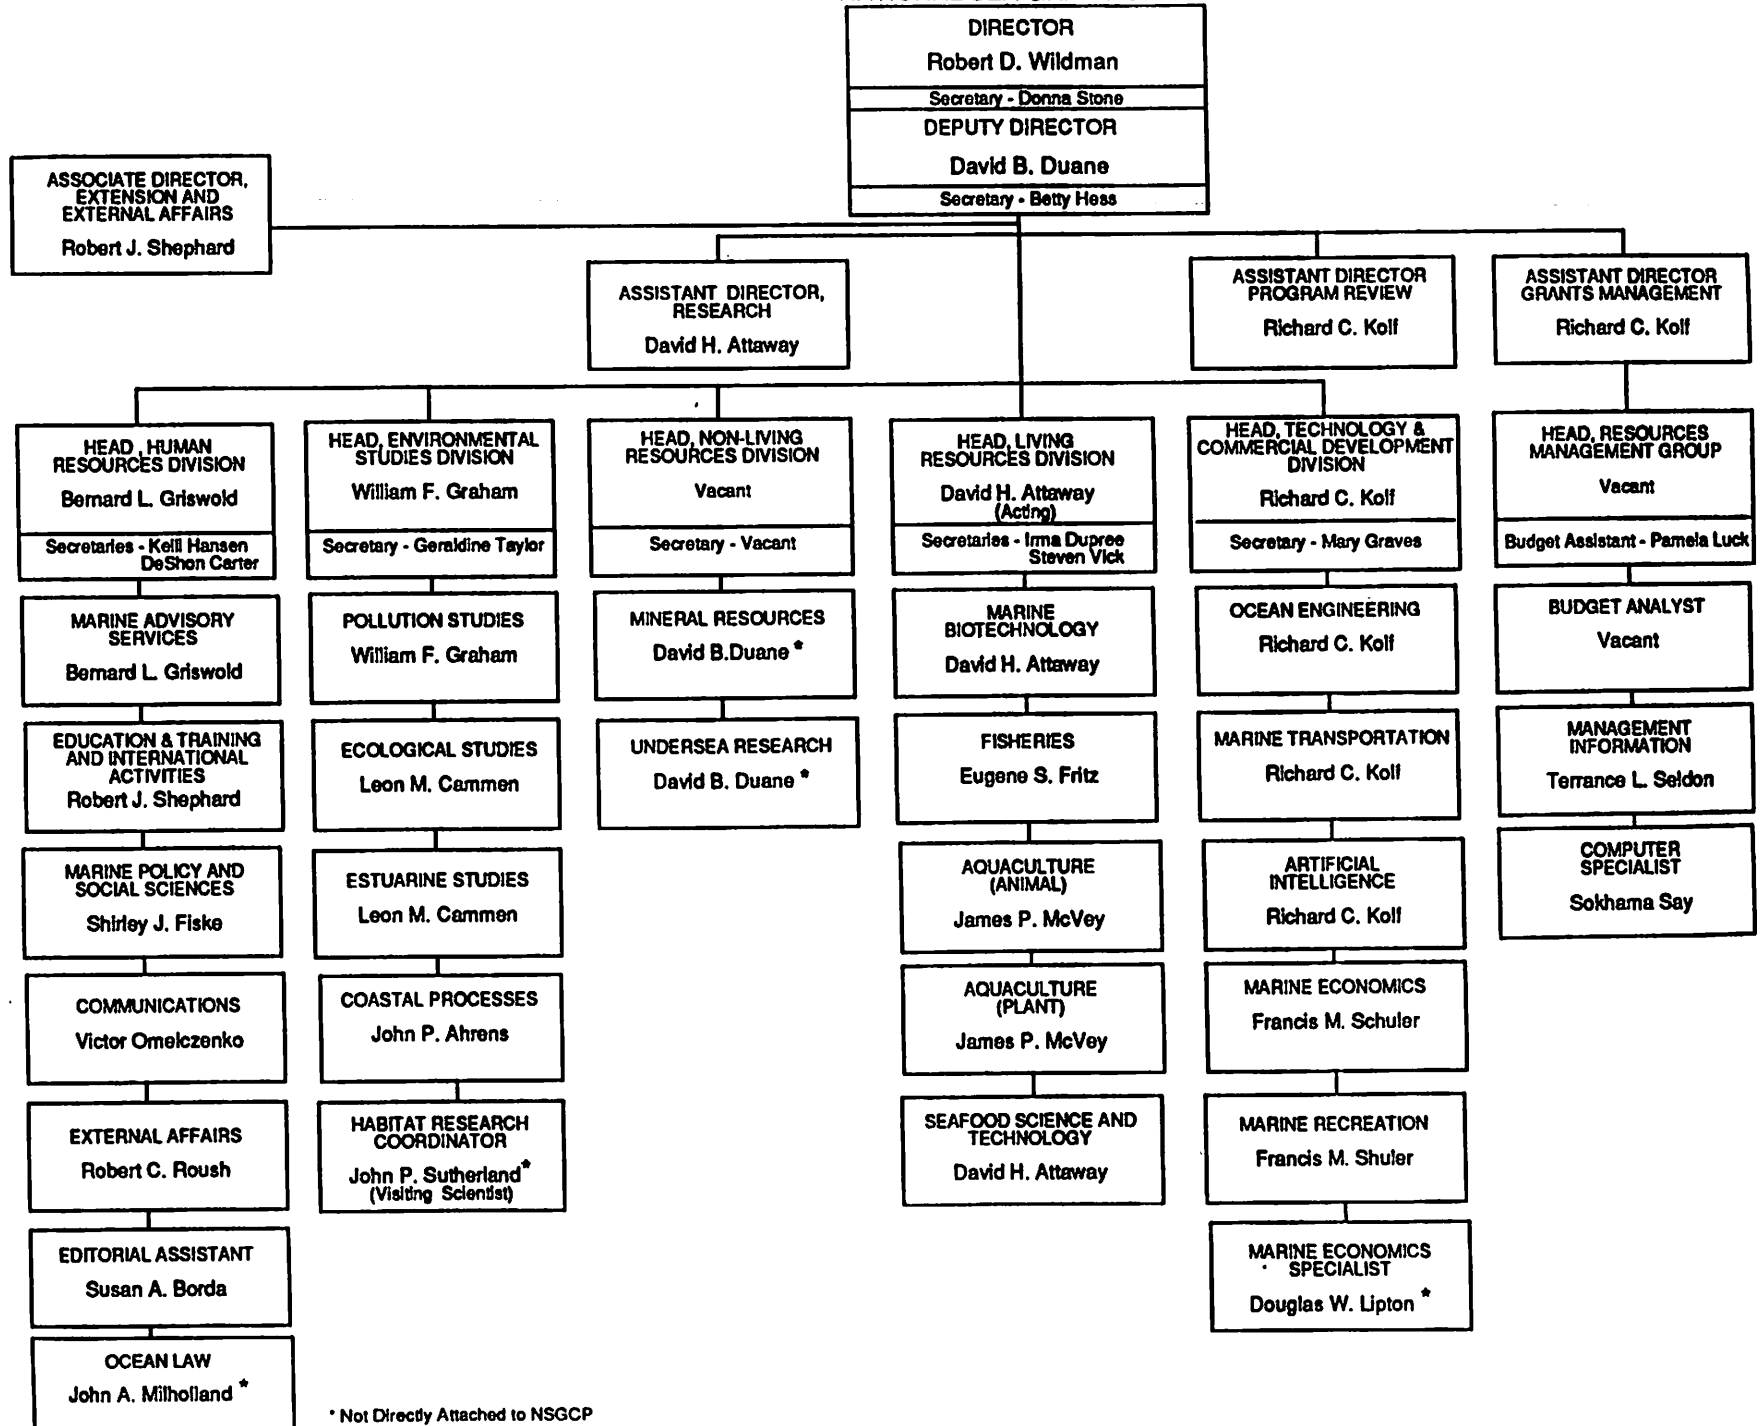 DIRECTOR
Robert D. Wildman
Secretary - Donna Stone
DEPUTY DIRECTOR
David B. Duane
Secretary - Betty Hess
ASSOCIATE DIRECTOR,
EXTENSION AND
EXTERNAL AFFAIRS
Robert J. Shephard
ASSISTANT DIRECTOR,
RESEARCH
David H. Attaway
ASSISTANT DIRECTOR
PROGRAM REVIEW
Richard C. Kolf
ASSISTANT DIRECTOR
GRANTS MANAGEMENT
Richard C. Kolf
HEAD , HUMAN
RESOURCES DIVISION
Bernard L. Griswold
Secretaries - Kelli Hansen
DeShon Carter
MARINE ADVISORY
SERVICES
Bernard L. Griswold
EDUCATION & TRAINING
AND INTERNATIONAL
ACTIVITIES
Robert J. Shephard
MARINE POLICY AND
SOCIAL SCIENCES
Shirley J. Fiske
COMMUNICATIONS
Victor Omelczenko
EXTERNAL AFFAIRS
Robert C. Roush
EDITORIAL ASSISTANT
Susan A. Borda
OCEAN LAW
John A. Milholland *
HEAD, ENVIRONMENTAL
STUDIES DIVISION
William F. Graham
Secretary - Geraldine Taylor
POLLUTION STUDIES
William F. Graham
ECOLOGICAL STUDIES
Leon M. Cammen
ESTUARINE STUDIES
Leon M. Cammen
COASTAL PROCESSES
John P. Ahrens
HABITAT RESEARCH
COORDINATOR
John P. Sutherland *
(Visiting Scientist)
HEAD, NON-LIVING
RESOURCES DIVISION
Vacant
Secretary - Vacant
MINERAL RESOURCES
David B.Duane *
UNDERSEA RESEARCH
David B. Duane *
HEAD, LIVING
RESOURCES DIVISION
David H. Attaway
(Acting)
Secretaries - Irma Dupree
Steven Vick
MARINE
BIOTECHNOLOGY
David H. Attaway
FISHERIES
Eugene S. Fritz
AQUACULTURE
(ANIMAL)
James P. McVey
AQUACULTURE
(PLANT)
James P. McVey
SEAFOOD SCIENCE AND
TECHNOLOGY
David H. Attaway
HEAD, TECHNOLOGY &
COMMERCIAL DEVELOPMENT
DIVISION
Richard C. Kolf
Secretary - Mary Graves
OCEAN ENGINEERING
Richard C. Kolf
MARINE TRANSPORTATION
Richard C. Kolf
ARTIFICIAL
INTELLIGENCE
Richard C. Kolf
MARINE ECONOMICS
Francis M. Schuler
MARINE RECREATION
Francis M. Shuler
MARINE ECONOMICS
SPECIALIST
Douglas W. Lipton *
HEAD, RESOURCES
MANAGEMENT GROUP
Vacant
Budget Assistant - Pamela Luck
BUDGET ANALYST
Vacant
MANAGEMENT
INFORMATION
Terrance L. Seldon
COMPUTER
SPECIALIST
Sokhama Say
* Not Directly Attached to NSGCP